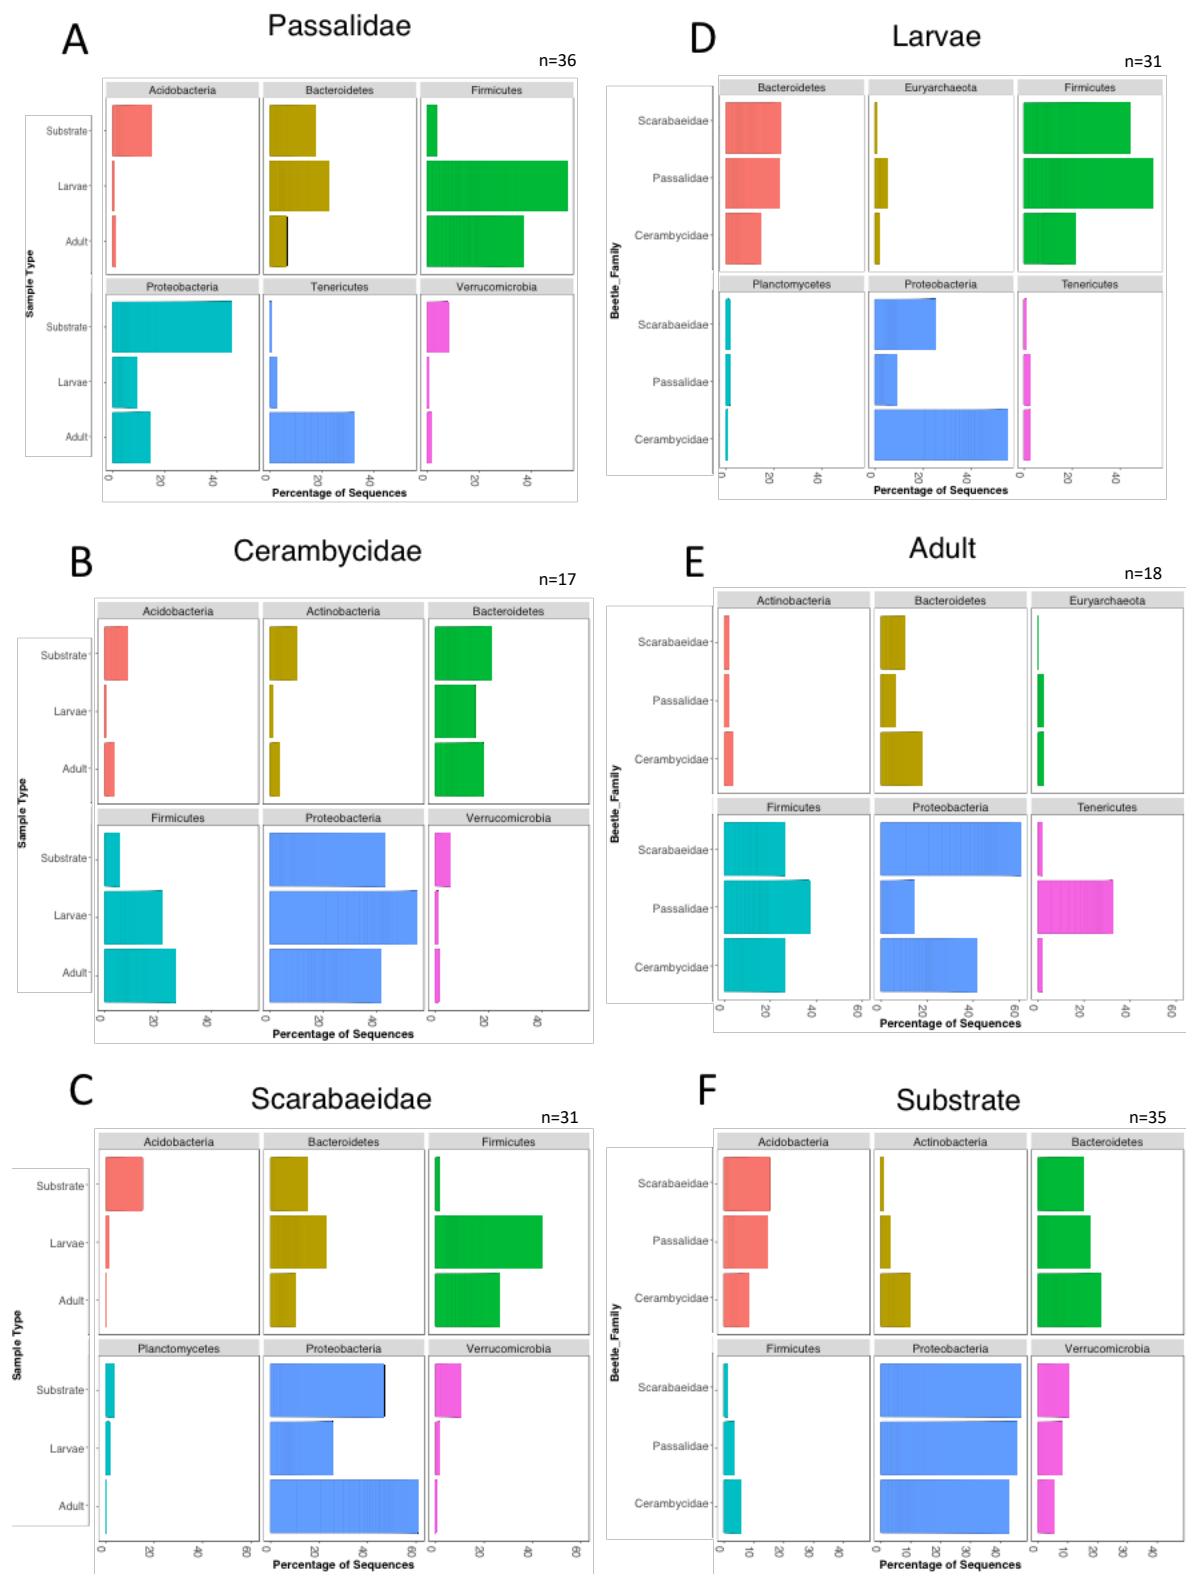 A
Passalidae
n=36
Acidobacteria
Bacteroidetes
Firmicutes
Substrate
Larvae
Adult
Proteobacteria
Tenericutes
Verrucomicrobia
Substrate
Larvae
Adult
Sample Type
0 20 40 0 20 40 0 20 40
Percentage of Sequences
D
Larvae
n=31
Bacteroidetes
Euryarchaeota
Firmicutes
Scarabaeidae
Passalidae
Cerambycidae
Planctomycetes
Proteobacteria
Tenericutes
Scarabaeidae
Passalidae
Cerambycidae
Beetle_Family
0 20 40 0 20 40 0 20 40
Percentage of Sequences
B
Cerambycidae
n=17
Acidobacteria
Actinobacteria
Bacteroidetes
Substrate
Larvae
Adult
Firmicutes
Proteobacteria
Verrucomicrobia
Substrate
Larvae
Adult
Sample Type
0 20 40 0 20 40 0 20 40
Percentage of Sequences
E
Adult
n=18
Actinobacteria
Bacteroidetes
Euryarchaeota
Scarabaeidae
Passalidae
Cerambycidae
Firmicutes
Proteobacteria
Tenericutes
Scarabaeidae
Passalidae
Cerambycidae
Beetle_Family
0 20 40 60 0 20 40 60 0 20 40 60
Percentage of Sequences
C
Scarabaeidae
n=31
Acidobacteria
Bacteroidetes
Firmicutes
Substrate
Larvae
Adult
Planctomycetes
Proteobacteria
Verrucomicrobia
Substrate
Larvae
Adult
Sample Type
0 20 40 60 0 20 40 60 0 20 40 60
Percentage of Sequences
F
Substrate
n=35
Acidobacteria
Actinobacteria
Bacteroidetes
Scarabaeidae
Passalidae
Cerambycidae
Firmicutes
Proteobacteria
Verrucomicrobia
Scarabaeidae
Passalidae
Cerambycidae
Beetle_Family
0 10 20 30 40 0 10 20 30 40 0 10 20 30 40
Percentage of Sequences